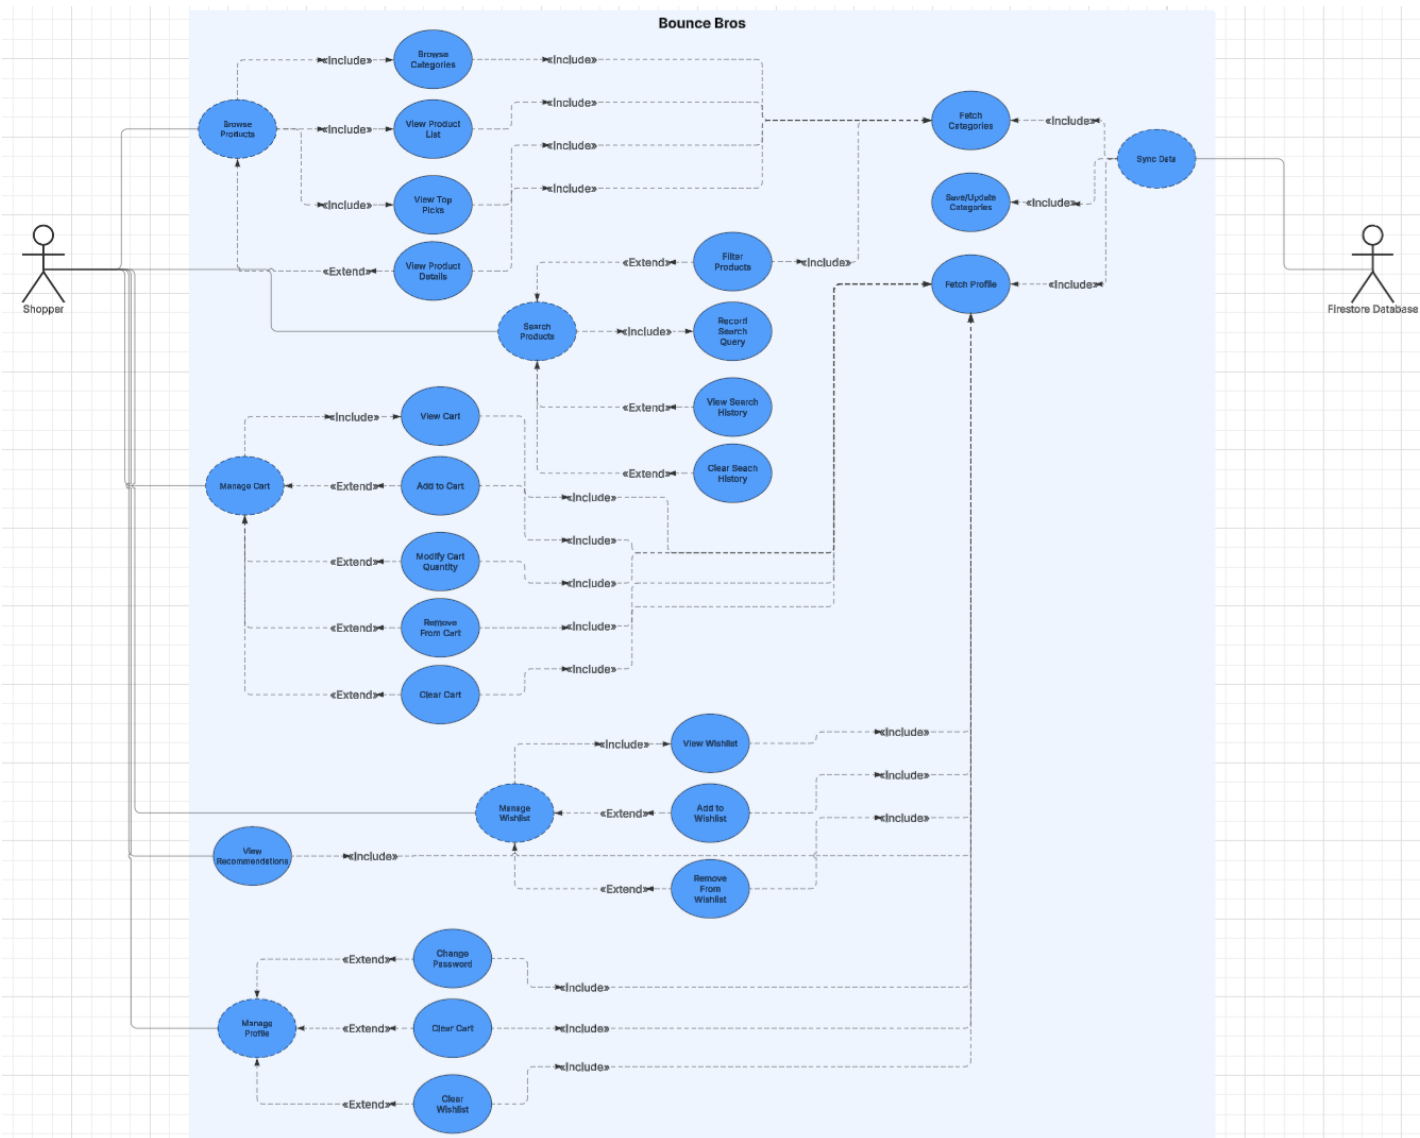 Bounce Bros
«Include»
Browse
Categories
«Include»
Browse
Products
«Include»
View Product
List
«Include»
«Include»
«Include»
View Top
Picks
«Include»
«Extend»
View Product
Details
Fetch
Categories
«Include»
Sync Data
Save/Update
Categories
«Include»
Fetch Profile
«Include»
Shopper
Firestore Database
«Extend»
Filter
Products
«Include»
Search
Products
«Include»
Record
Search
Query
«Extend»
View Search
History
«Extend»
Clear Seach
History
«Include»
View Cart
Manage Cart
«Extend»
Add to Cart
«Include»
«Include»
«Extend»
Modify Cart
Quantity
«Include»
«Extend»
Remove
From Cart
«Include»
«Extend»
Clear Cart
«Include»
«Include»
View Wishlist
«Include»
Manage
Wishlist
«Extend»
Add to
Wishlist
«Include»
«Include»
View
Recommendations
«Include»
«Extend»
Remove
From
Wishlist
«Extend»
Change
Password
«Include»
Manage
Profile
«Extend»
Clear Cart
«Include»
«Extend»
Clear
Wishlist
«Include»